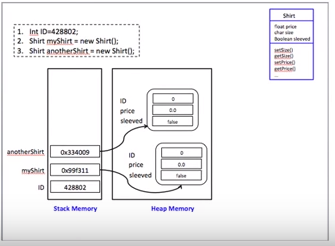 1. Int ID=428802;
2. Shirt myShirt = new Shirt();
3. Shirt anotherShirt = new Shirt();
Shirt
float price
char size
Boolean sleeved
setSize()
getSize()
setPrice()
getPrice()
...
ID
price
sleeved
0
0.0
false
ID
price
sleeved
0
0.0
false
anotherShirt
0x334009
myShirt
0x99f311
ID
428802
Stack Memory
Heap Memory